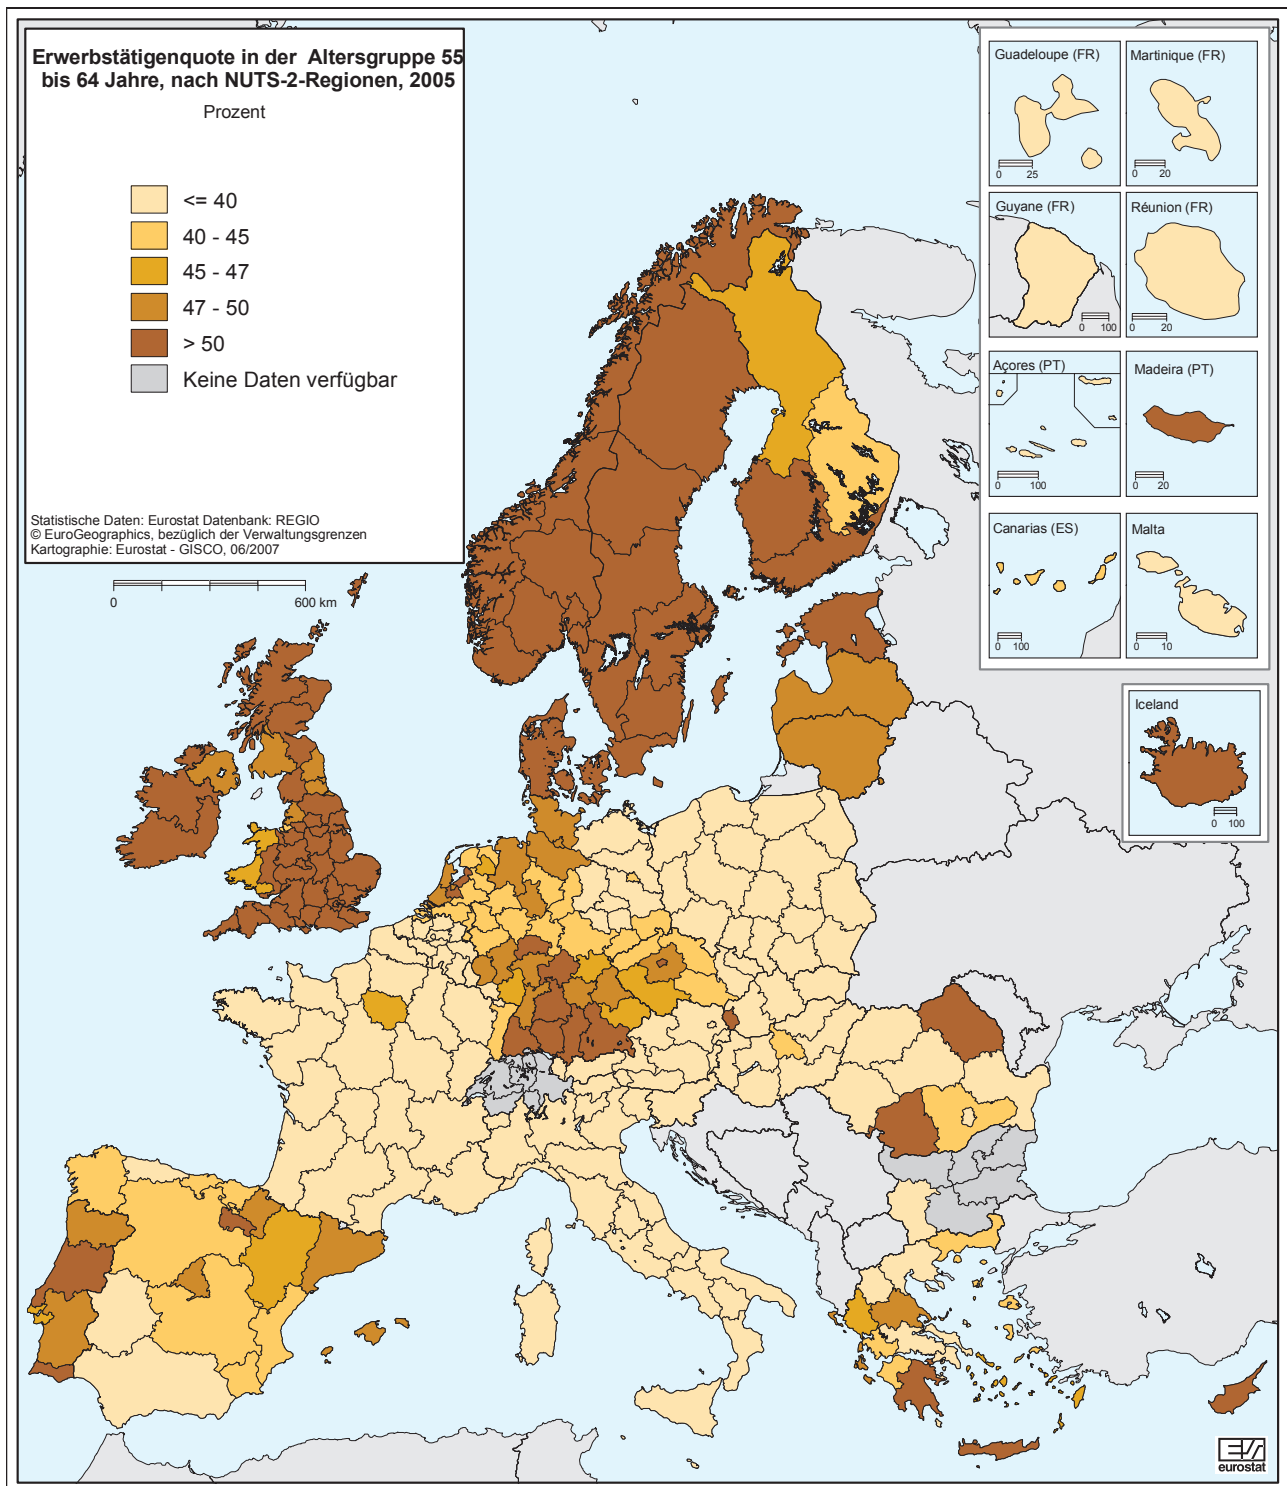 Erwerbstätigenquote in der Altersgruppe 55
bis 64 Jahre, nach NUTS-2-Regionen, 2005
Prozent
<= 40
40 - 45
45 - 47
47 - 50
> 50
Keine Daten verfügbar
Statistische Daten: Eurostat Datenbank: REGIO
© EuroGeographics, bezüglich der Verwaltungsgrenzen
Kartographie: Eurostat - GISCO, 06/2007
0 600 km
Guadeloupe (FR)
0 25
Martinique (FR)
0 20
Guyane (FR)
0 100
Réunion (FR)
0 20
Açores (PT)
0 100
Madeira (PT)
0 20
Canarias (ES)
0 100
Malta
0 10
Iceland
0 100
eurostat